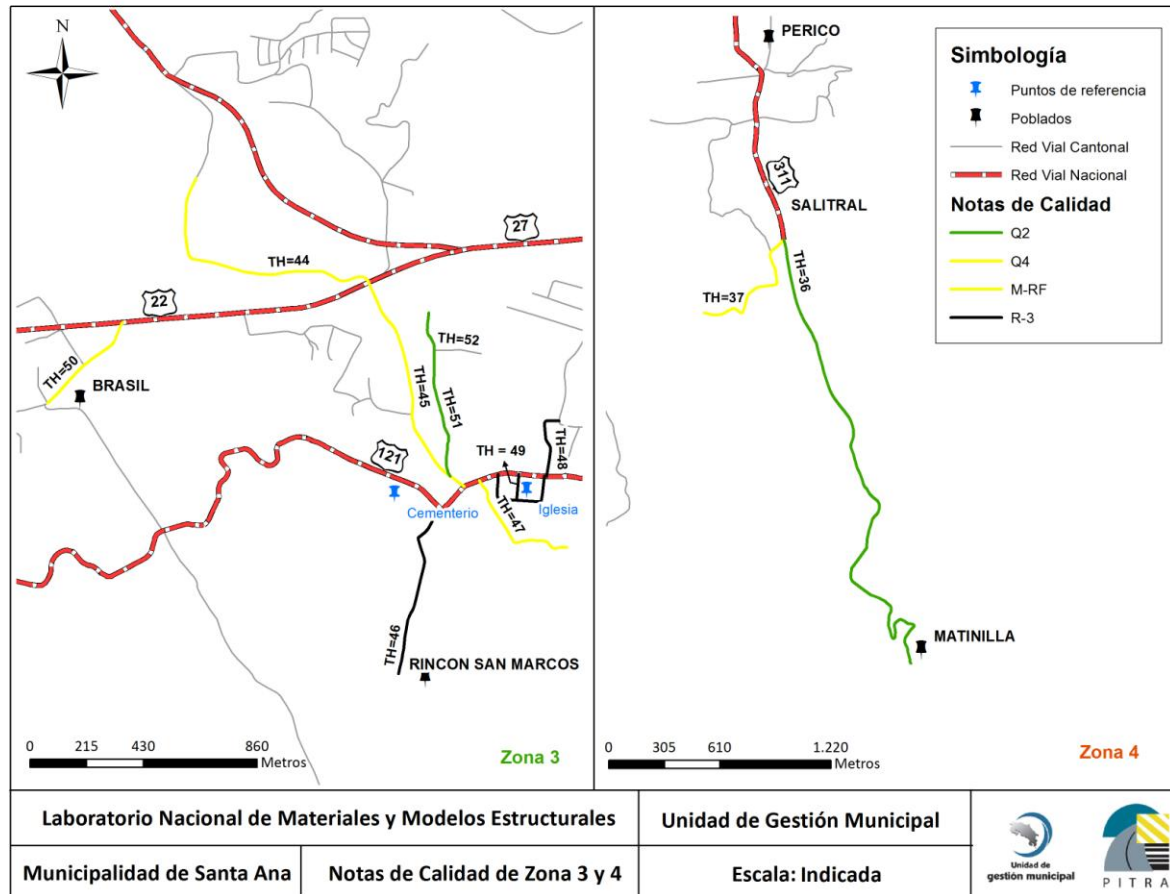 N
27
TH=44
22
TH=50
BRASIL
TH=52
TH=45
TH=51
TH = 49
TH=48
121
Cementerio
Iglesia
TH=47
TH=46
RINCON SAN MARCOS
0 215 430 860
Metros
Zona 3
PERICO
311
SALITRAL
TH=36
TH=37
MATINILLA
0 305 610 1.220
Metros
Zona 4
Simbología
Puntos de referencia
Poblados
Red Vial Cantonal
Red Vial Nacional
Notas de Calidad
Q2
Q4
M-RF
R-3
Laboratorio Nacional de Materiales y Modelos Estructurales
Unidad de Gestión Municipal
Municipalidad de Santa Ana
Notas de Calidad de Zona 3 y 4
Escala: Indicada
Unidad de
gestión municipal
PITRA